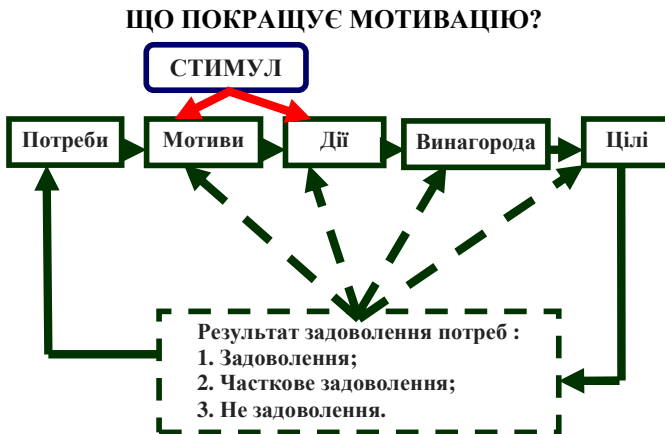 ЩО ПОКРАЩУЄ МОТИВАЦІЮ?
СТИМУЛ
Потреби
Мотиви
Дії
Винагорода
Цілі
Результат задоволення потреб :
1. Задоволення;
2. Часткове задоволення;
3. Не задоволення.